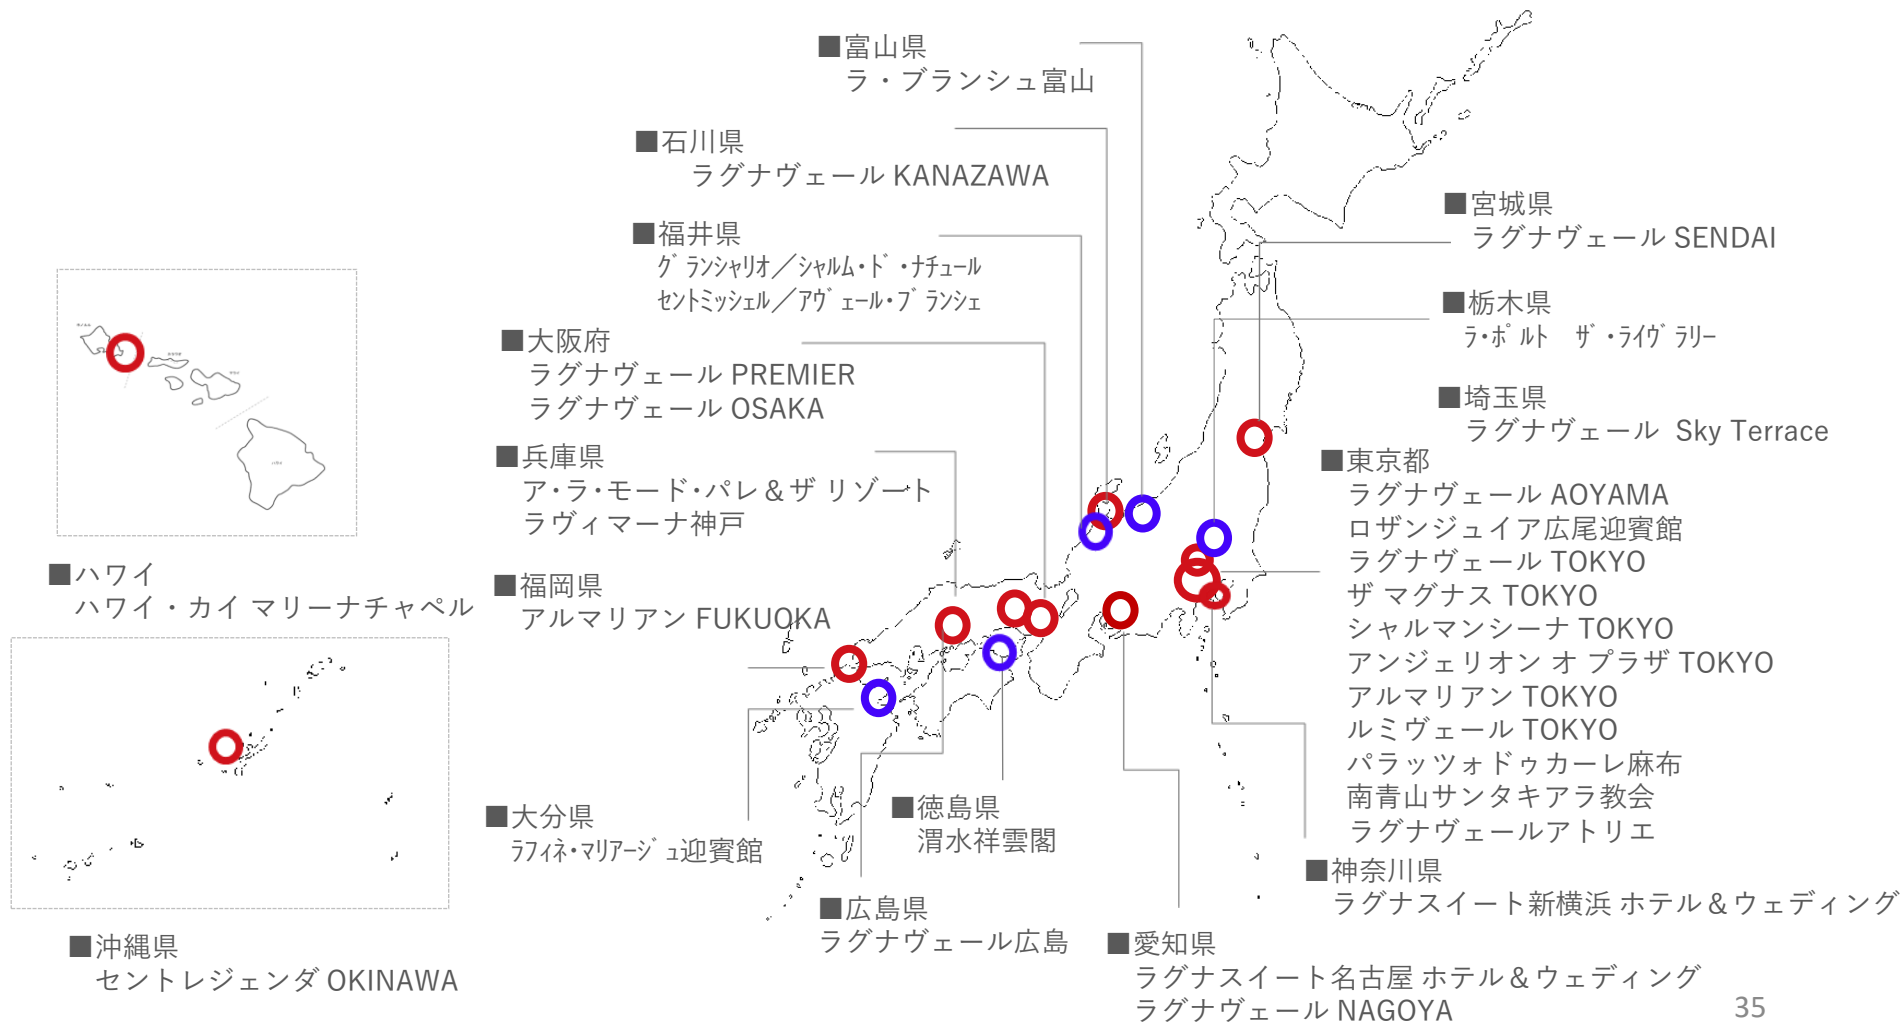 ■富山県
ラ・ブランシュ富山
■石川県
ラグナヴェール KANAZAWA
■福井県
ｸﾞﾗﾝｼｬﾘｵ／ｼｬﾙﾑ･ﾄﾞ･ﾅﾁｭｰﾙ
ｾﾝﾄﾐｯｼｪﾙ／ｱｳﾞｪｰﾙ･ﾌﾞﾗﾝｼｪ
■大阪府
ラグナヴェール PREMIER
ラグナヴェール OSAKA
■兵庫県
ア・ラ・モード・パレ＆ザ リゾート
ラヴィマーナ神戸
■福岡県
アルマリアン FUKUOKA
■ハワイ
ハワイ・カイ マリーナチャペル
■沖縄県
セントレジェンダ OKINAWA
■大分県
ﾗﾌｨﾈ･ﾏﾘｱｰｼﾞｭ迎賓館
■徳島県
渭水祥雲閣
■広島県
ラグナヴェール広島
■愛知県
ラグナスイート名古屋 ホテル＆ウェディング
ラグナヴェール NAGOYA
■宮城県
ラグナヴェール SENDAI
■栃木県
ﾗ･ﾎﾟﾙﾄ ｻﾞ･ﾗｲｳﾞﾗﾘｰ
■埼玉県
ラグナヴェール Sky Terrace
■東京都
ラグナヴェール AOYAMA
ロザンジュイア広尾迎賓館
ラグナヴェール TOKYO
ザ マグナス TOKYO
シャルマンシーナ TOKYO
アンジェリオン オ プラザ TOKYO
アルマリアン TOKYO
ルミヴェール TOKYO
パラッツォドゥカーレ麻布
南青山サンタキアラ教会
ラグナヴェールアトリエ
■神奈川県
ラグナスイート新横浜 ホテル＆ウェディング
35